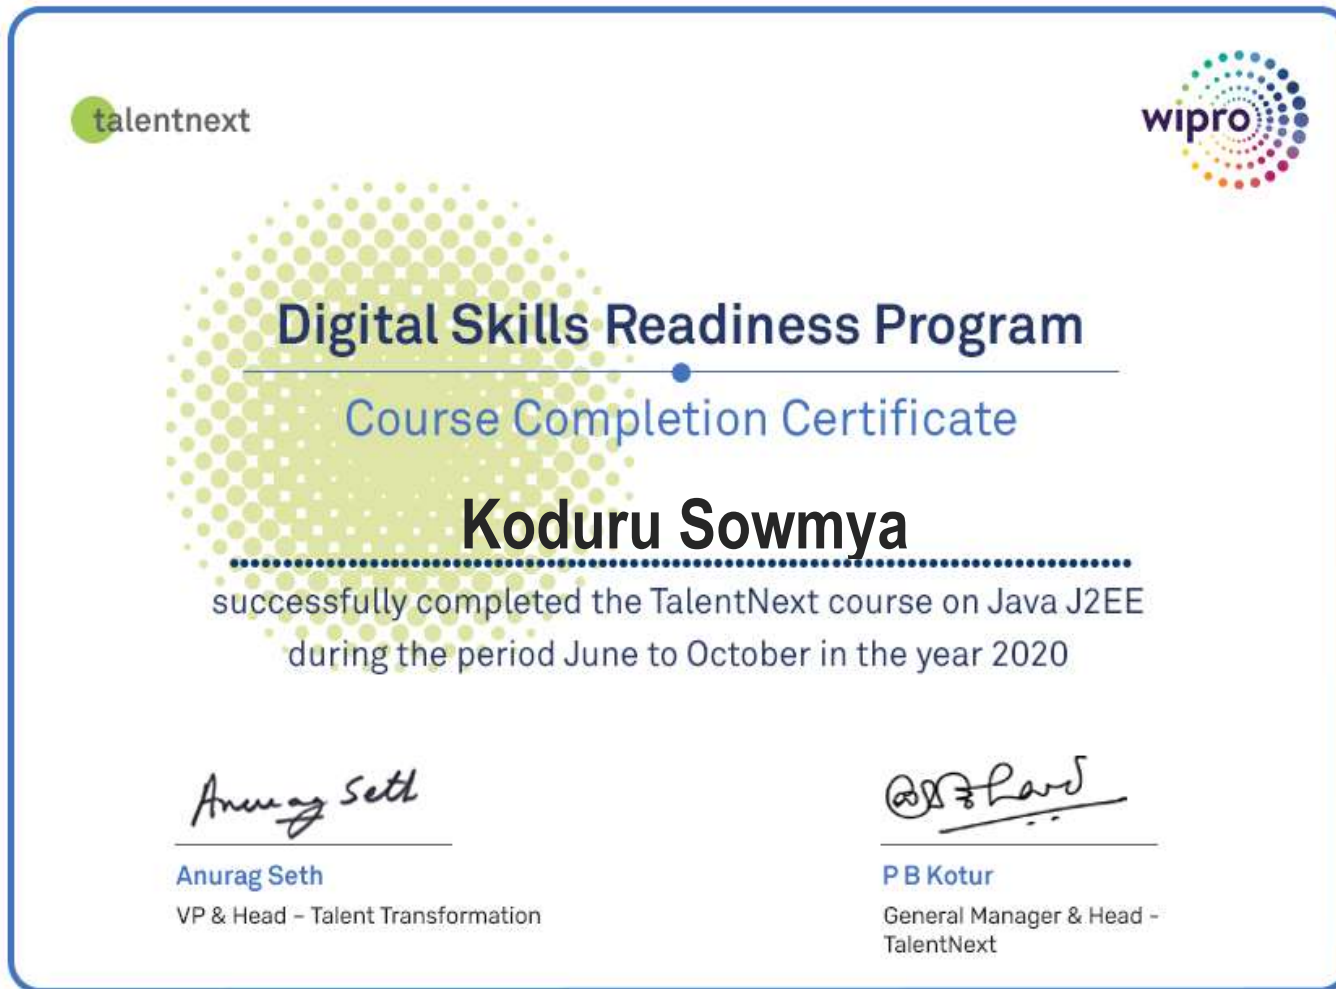 talentnext
wipro
Digital Skills Readiness Program
Course Completion Certificate
Koduru Sowmya
successfully completed the TalentNext course on Java J2EE
during the period June to October in the year 2020
Anurag Seth
Anurag Seth
P B Kotur
VP & Head – Talent Transformation
General Manager & Head -
TalentNext